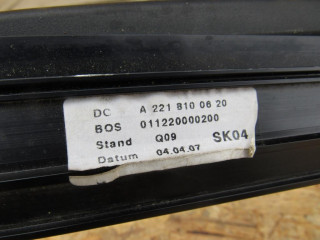 DC A 221 810 06 20
BOS 011220000200
Stand Q09 SK04
Datum 04.04.07